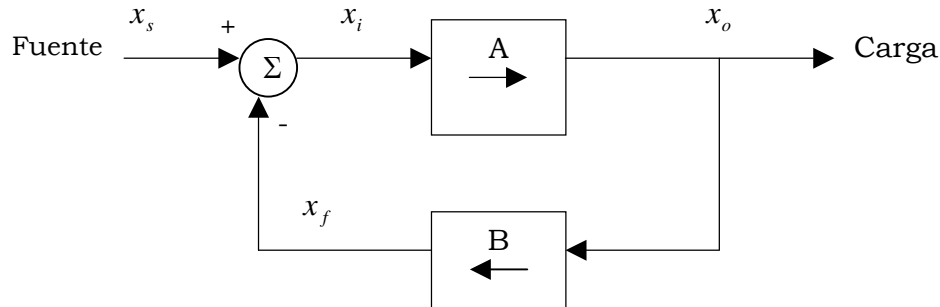 x_s
x_i
x_o
Fuente
+
Σ
A
Carga
-
x_f
B